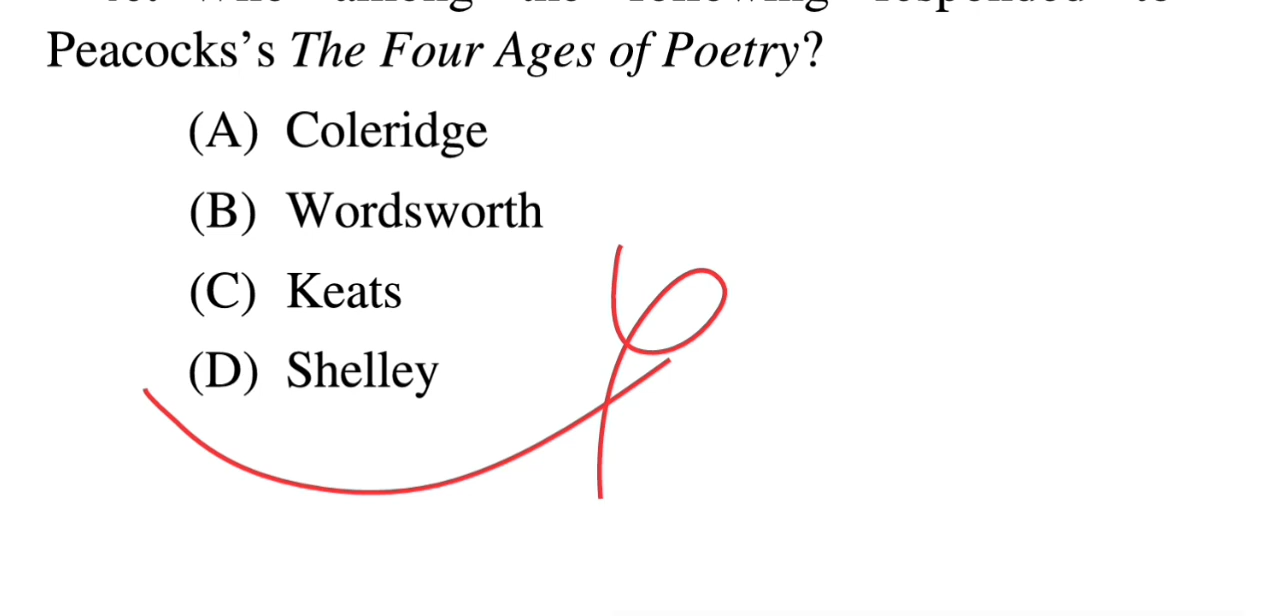 Peacocks’s The Four Ages of Poetry?
(A) Coleridge
(B) Wordsworth
(C) Keats
(D) Shelley